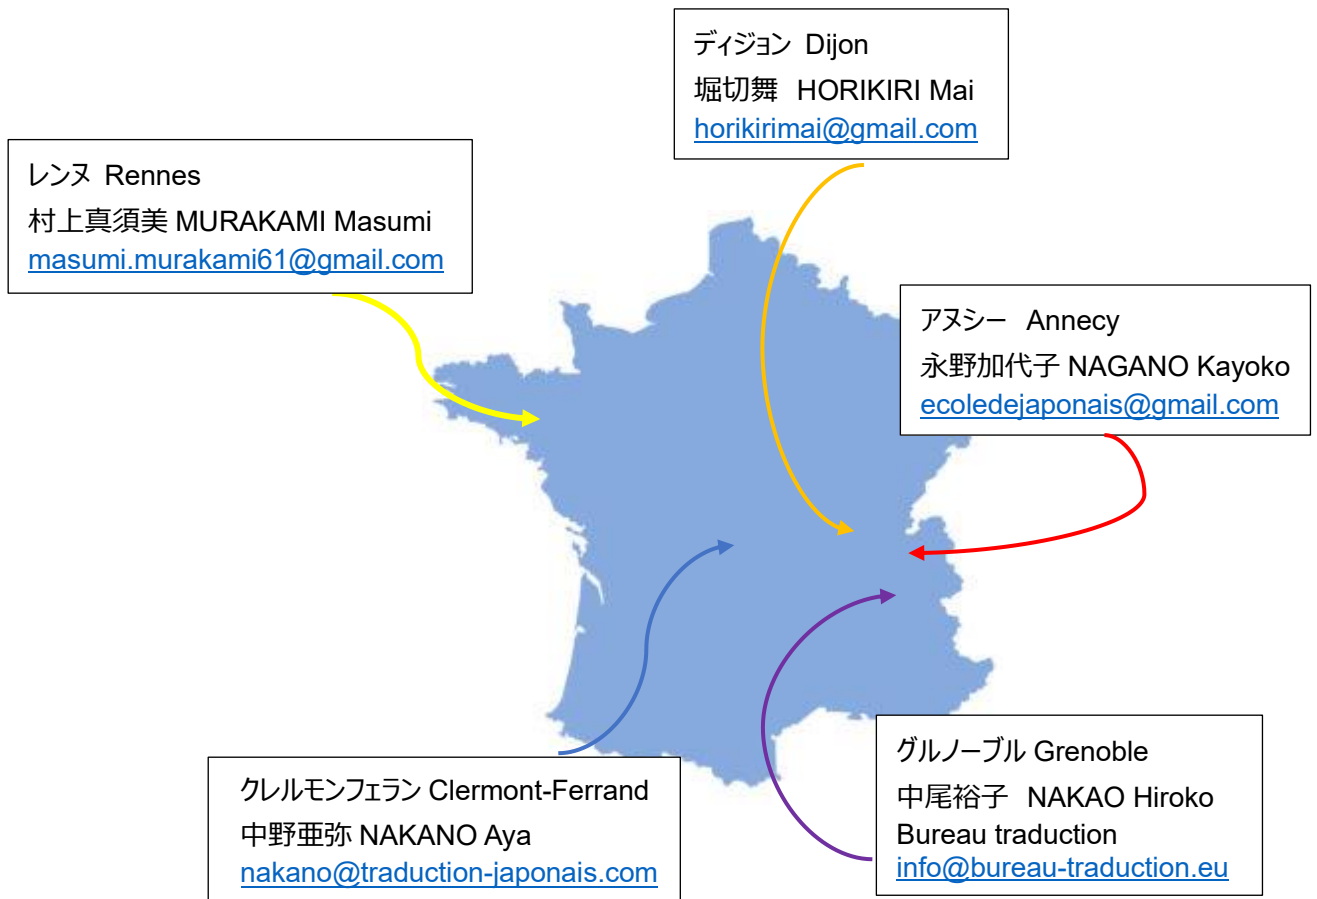 ディジョン Dijon
堀切舞 HORIKIRI Mai
horikirimai@gmail.com
レンヌ Rennes
村上真須美 MURAKAMI Masumi
masumi.murakami61@gmail.com
アヌシー Annecy
永野加代子 NAGANO Kayoko
ecoledejaponais@gmail.com
クレルモンフェラン Clermont-Ferrand
中野亜弥 NAKANO Aya
nakano@traduction-japonais.com
グルノーブル Grenoble
中尾裕子 NAKAO Hiroko
Bureau traduction
info@bureau-traduction.eu